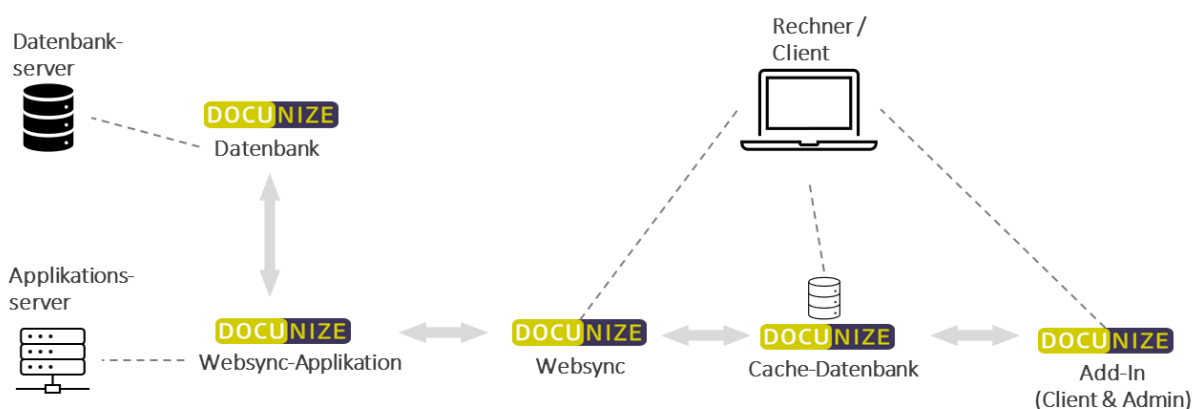 Datenbank-
server
DOCUNIZE
Datenbank
Rechner /
Client
Applikations-
server
DOCUNIZE
Websync-Applikation
DOCUNIZE
Websync
DOCUNIZE
Cache-Datenbank
DOCUNIZE
Add-In
(Client & Admin)